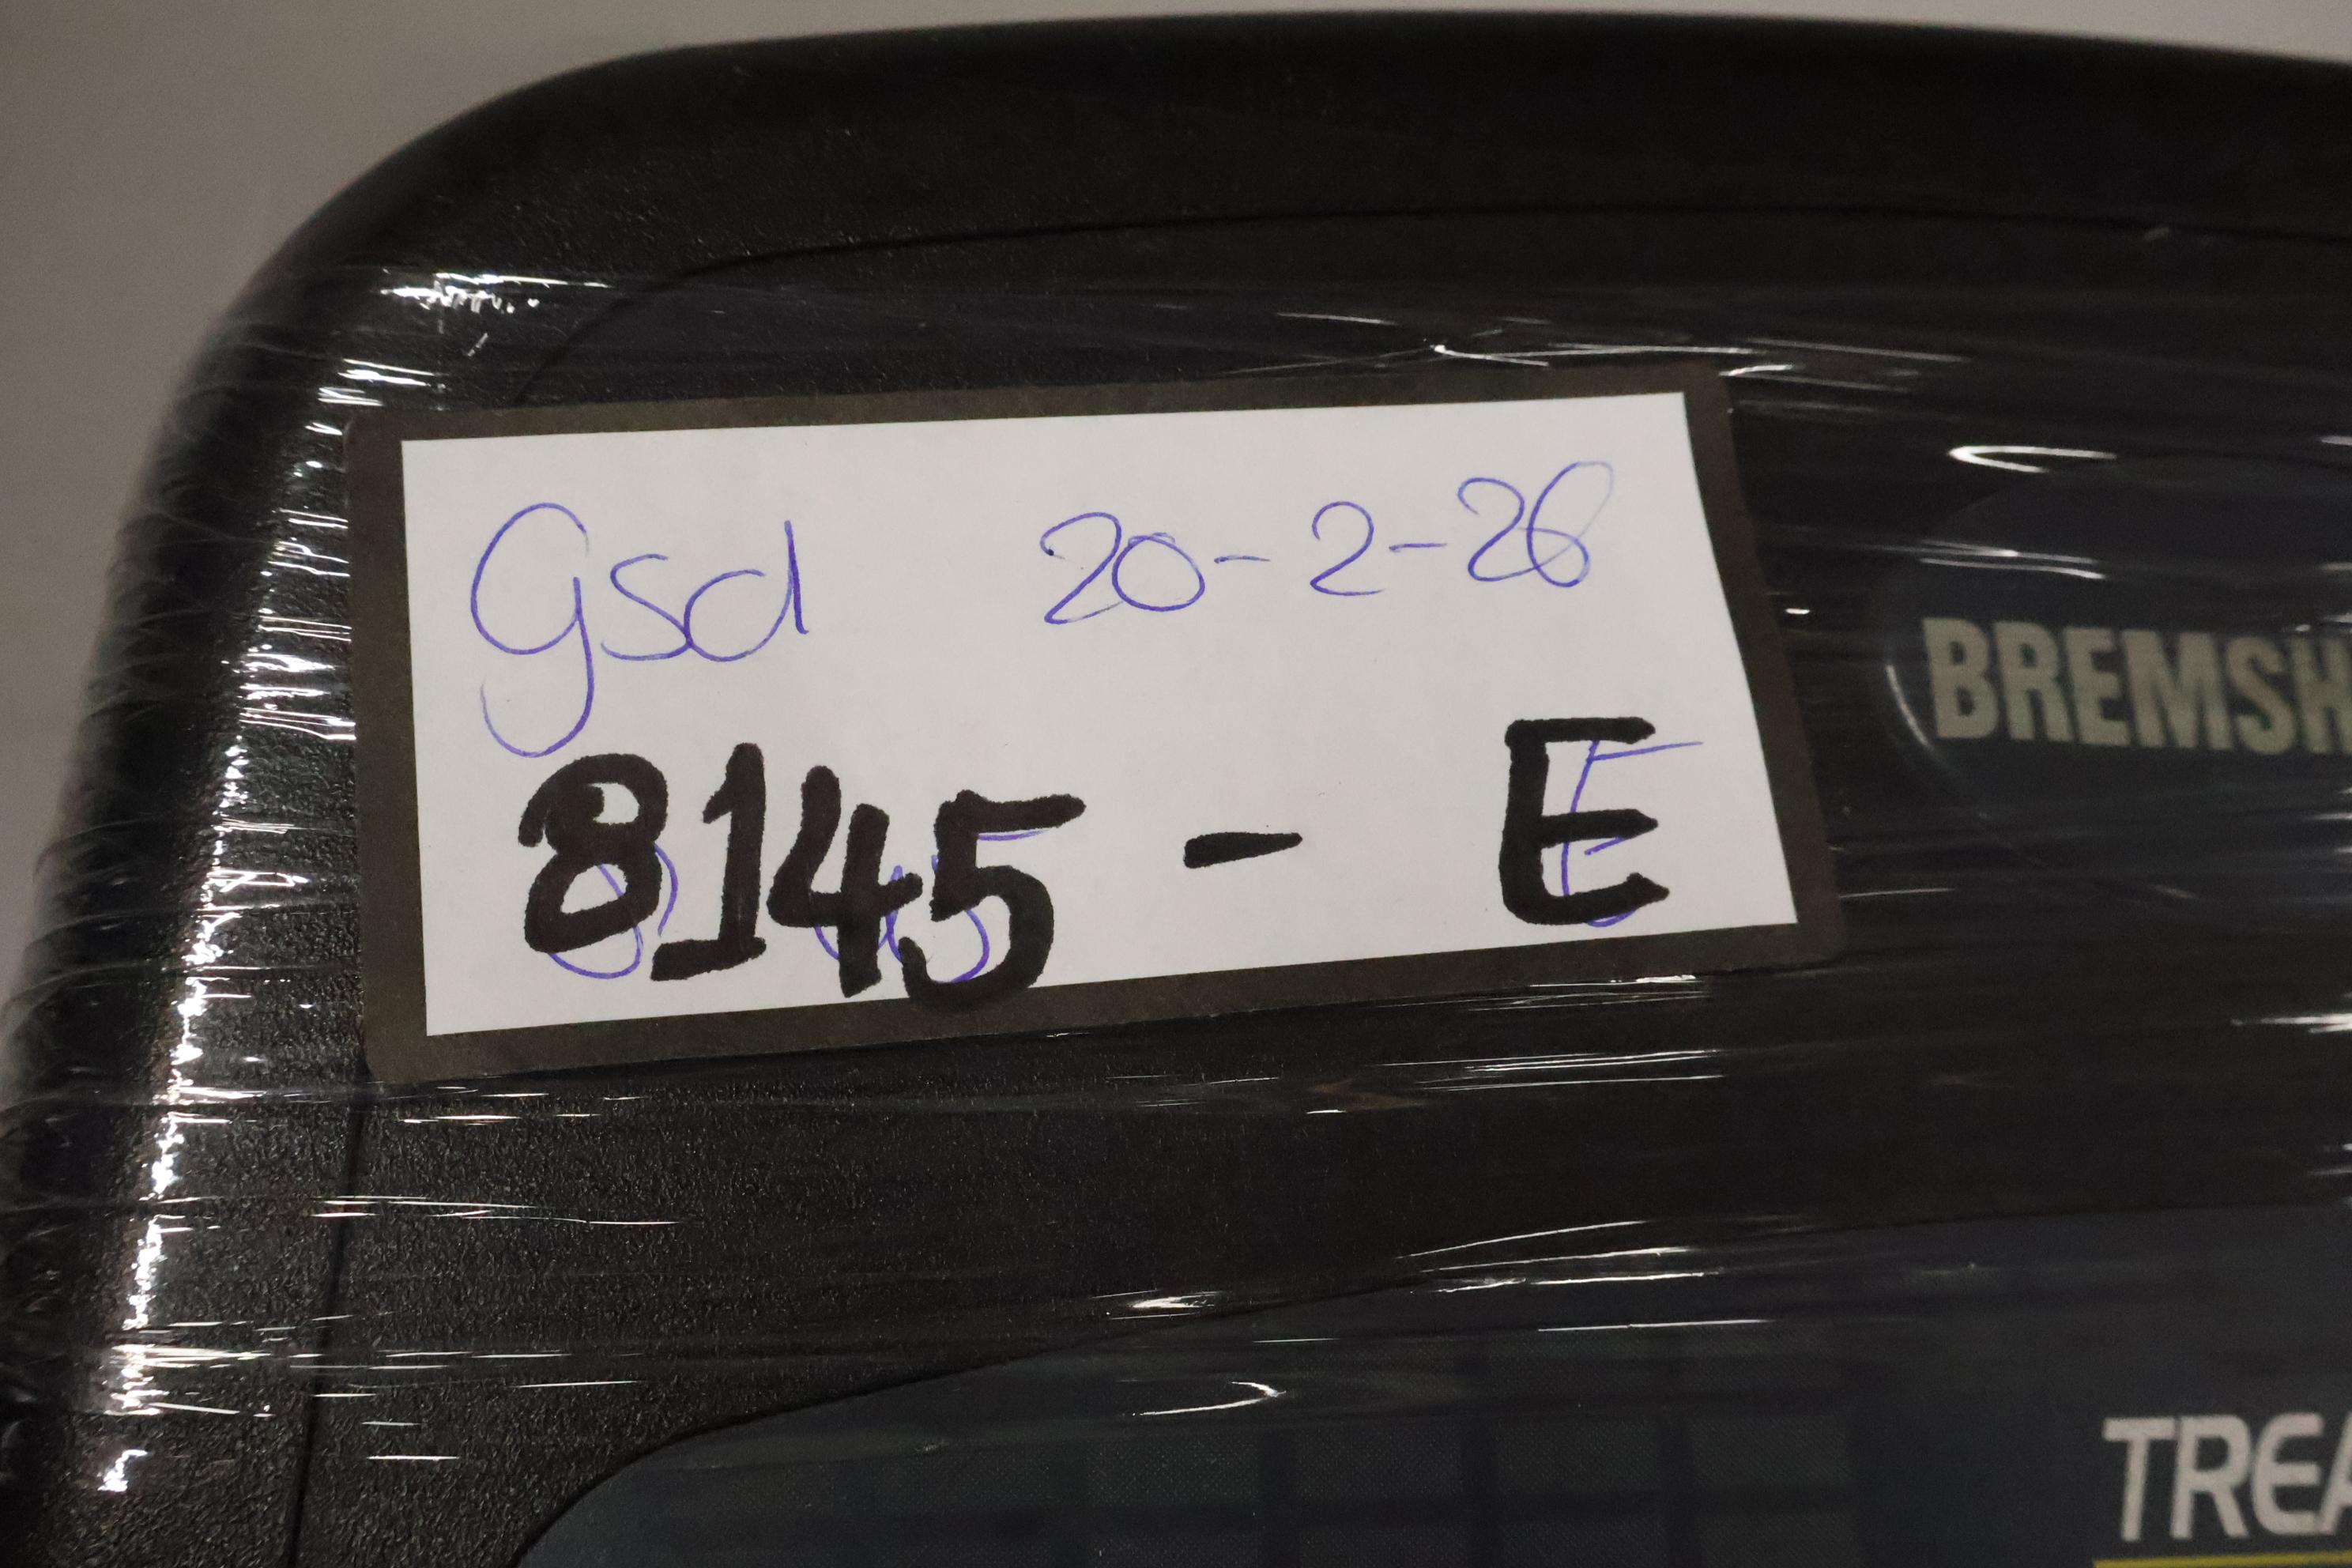 gsd 20-2-26
8145 - E
BREMSH
TREA